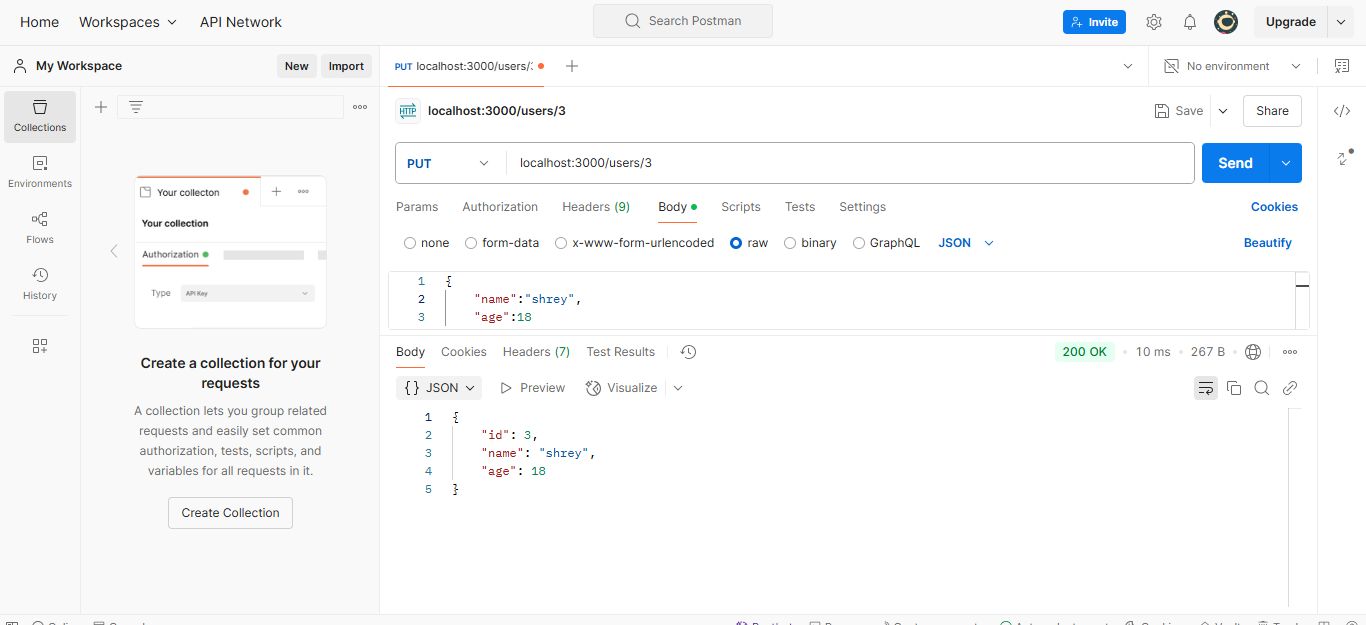 Home Workspaces API Network Search Postman Invite Upgrade
My Workspace New Import
PUT localhost:3000/users/: No environment
Collections
Environments
Flows
History
Your collecton
Your collection
Authorization
Type API Key
Create a collection for your
requests
A collection lets you group related
requests and easily set common
authorization, tests, scripts, and
variables for all requests in it.
Create Collection
HTTP localhost:3000/users/3 Save Share
PUT localhost:3000/users/3 Send
Params Authorization Headers (9) Body Scripts Tests Settings Cookies
none form-data x-www-form-urlencoded raw binary GraphQL JSON Beautify
1 {
2 "name":"shrey",
3 "age":18
Body Cookies Headers (7) Test Results 200 OK • 10 ms • 267 B •
{} JSON Preview Visualize
1 {
2 "id": 3,
3 "name": "shrey",
4 "age": 18
5 }